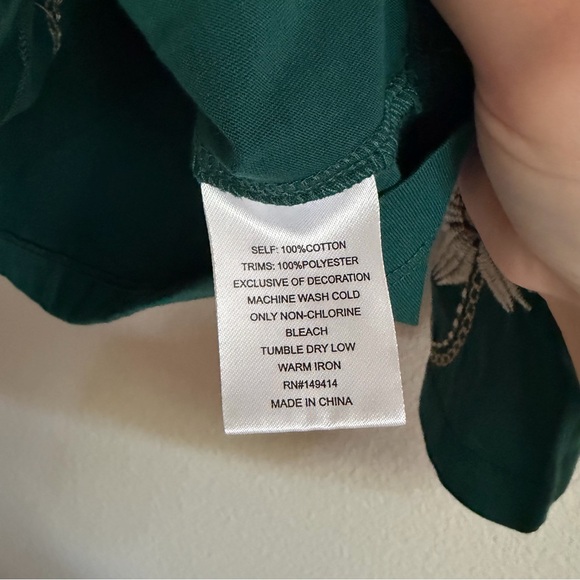 SELF: 100%COTTON
TRIMS: 100%POLYESTER
EXCLUSIVE OF DECORATION
MACHINE WASH COLD
ONLY NON-CHLORINE
BLEACH
TUMBLE DRY LOW
WARM IRON
RN#149414
MADE IN CHINA